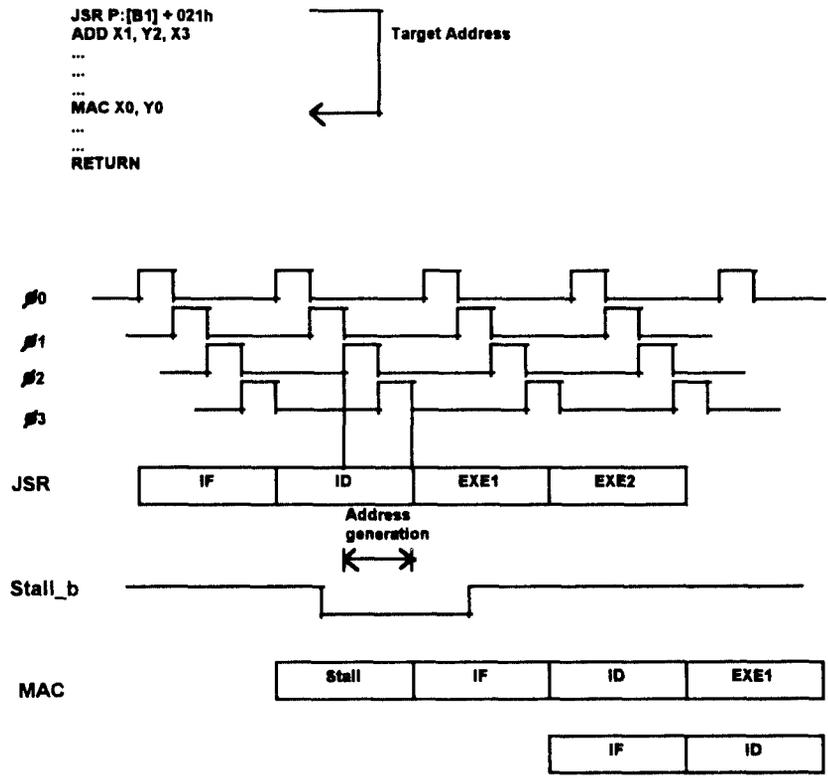 JSR P:[B1] + 021h
ADD X1, Y2, X3
Target Address
...
...
...
MAC X0, Y0
...
...
RETURN
ø0
ø1
ø2
ø3
JSR IF ID EXE1 EXE2
Address
generation
Stall_b
MAC Stall IF ID EXE1
IF ID